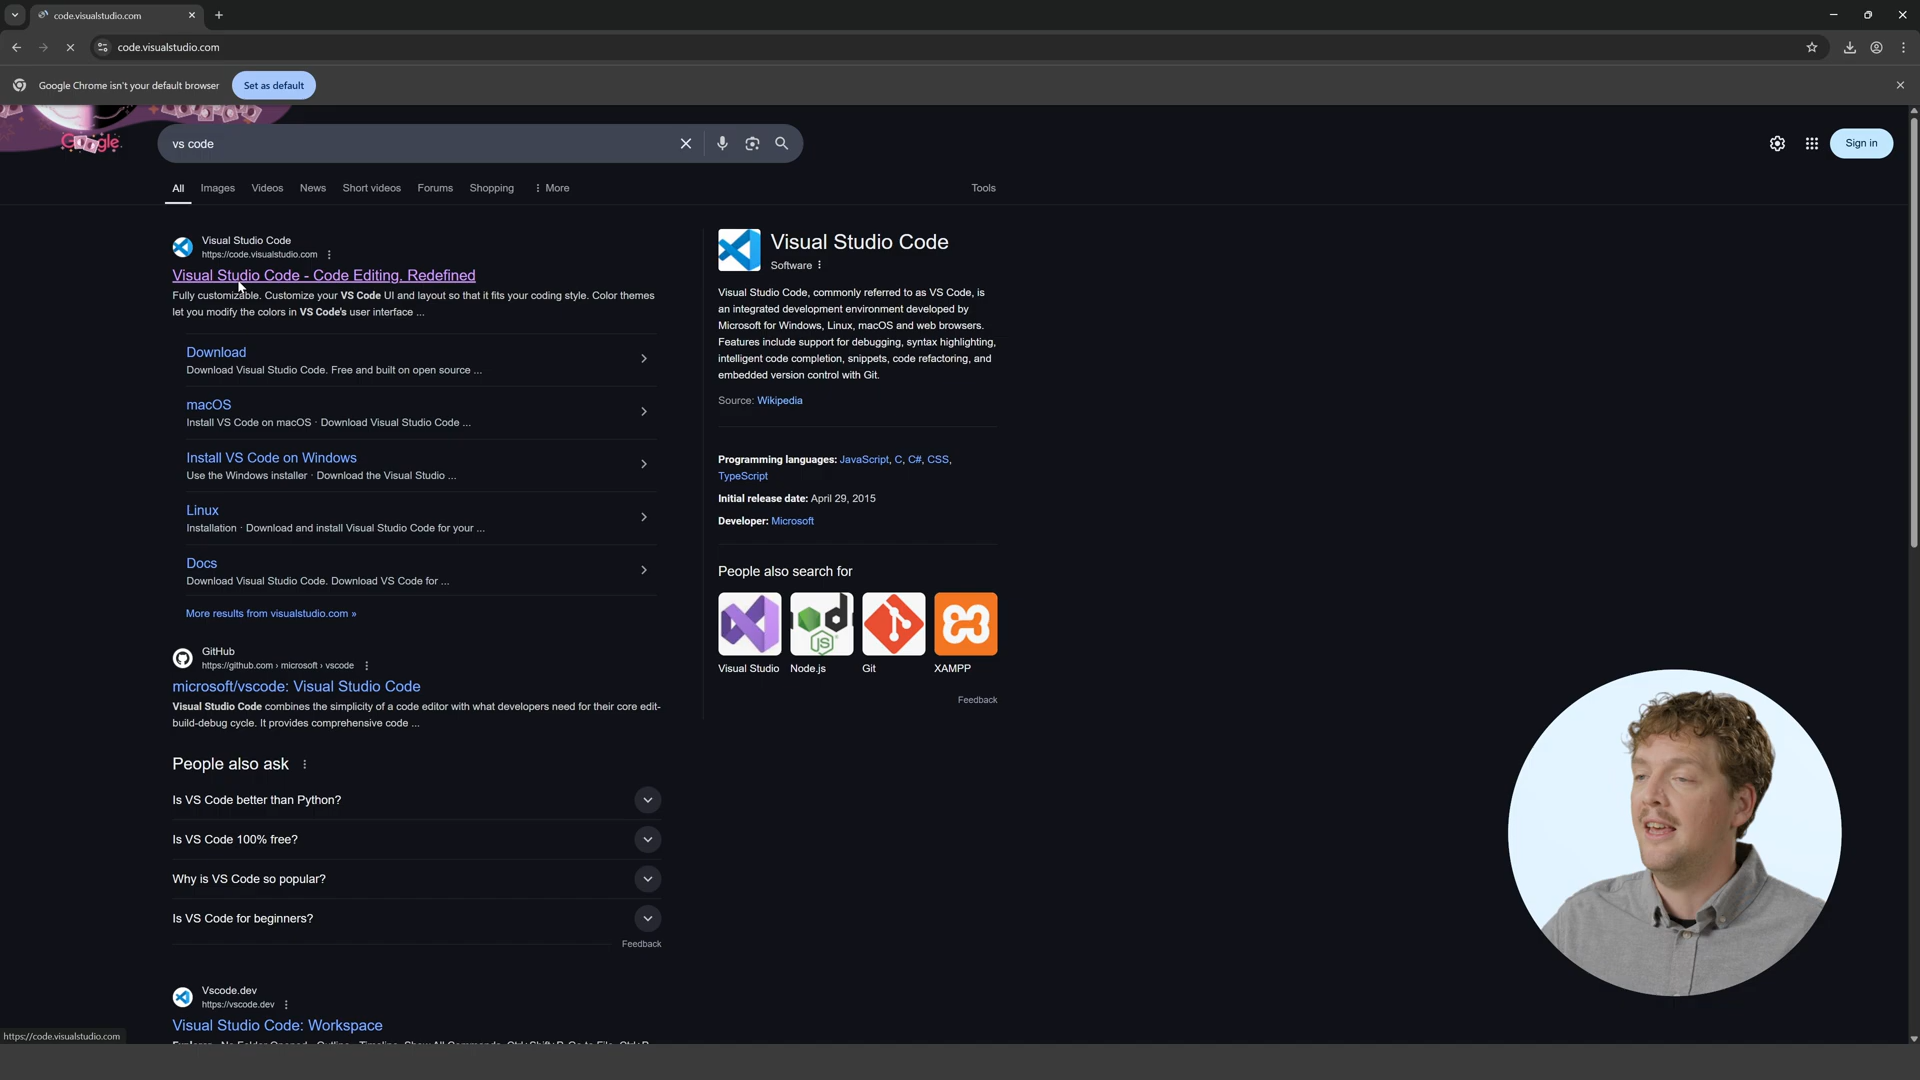 code.visualstudio.com
code.visualstudio.com
Google Chrome isn't your default browser
Set as default
Google
vs code
Sign in
All
Images
Videos
News
Short videos
Forums
Shopping
More
Tools
Visual Studio Code
https://code.visualstudio.com
Visual Studio Code - Code Editing. Redefined
Fully customizable. Customize your VS Code UI and layout so that it fits your coding style. Color themes
let you modify the colors in VS Code's user interface ...
Download
Download Visual Studio Code. Free and built on open source ...
macOS
Install VS Code on macOS · Download Visual Studio Code ...
Install VS Code on Windows
Use the Windows installer · Download the Visual Studio ...
Linux
Installation · Download and install Visual Studio Code for your ...
Docs
Download Visual Studio Code. Download VS Code for ...
More results from visualstudio.com »
GitHub
https://github.com › microsoft › vscode
microsoft/vscode: Visual Studio Code
Visual Studio Code combines the simplicity of a code editor with what developers need for their core edit-
build-debug cycle. It provides comprehensive code ...
People also ask
Is VS Code better than Python?
Is VS Code 100% free?
Why is VS Code so popular?
Is VS Code for beginners?
Feedback
Vscode.dev
https://vscode.dev
Visual Studio Code: Workspace
https://code.visualstudio.com
Visual Studio Code
Software
Visual Studio Code, commonly referred to as VS Code, is
an integrated development environment developed by
Microsoft for Windows, Linux, macOS and web browsers.
Features include support for debugging, syntax highlighting,
intelligent code completion, snippets, code refactoring, and
embedded version control with Git.
Source: Wikipedia
Programming languages: JavaScript, C, C#, CSS,
TypeScript
Initial release date: April 29, 2015
Developer: Microsoft
People also search for
Visual Studio
Node.js
Git
XAMPP
Feedback